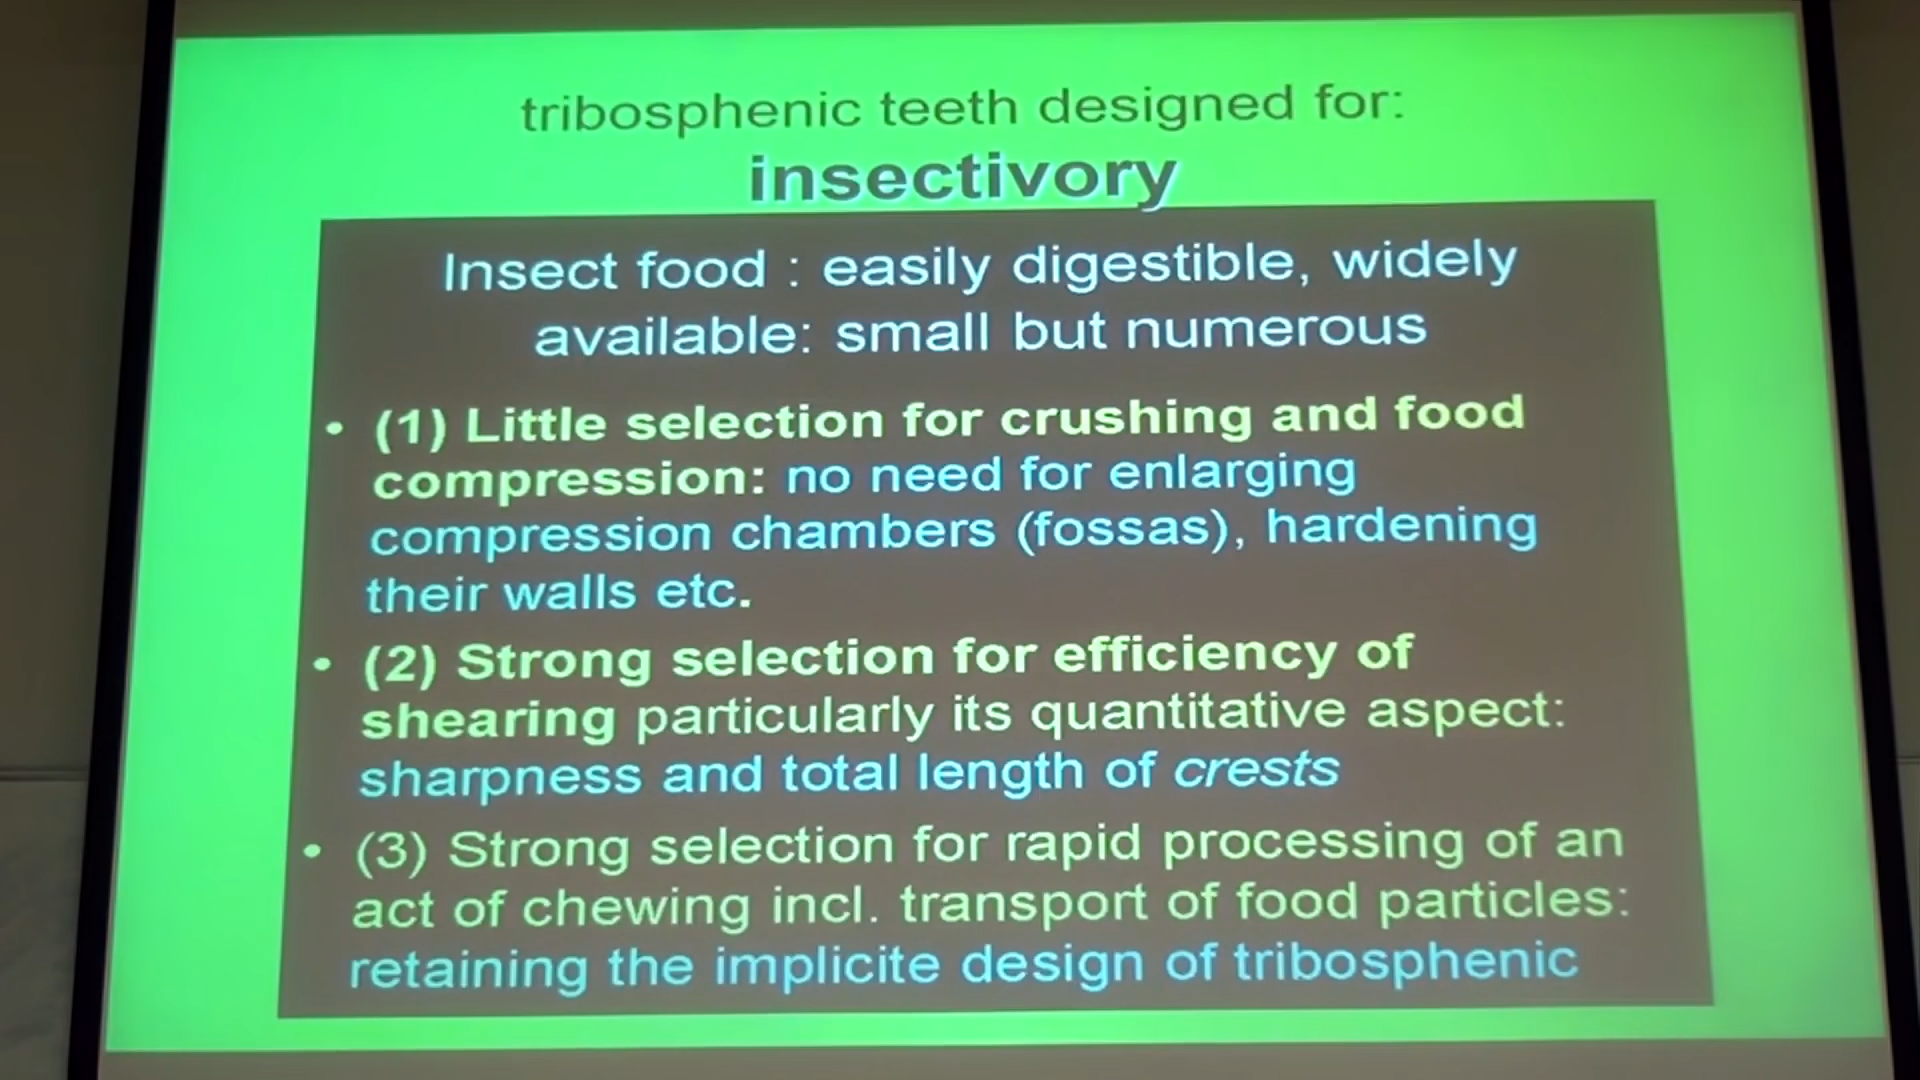 tribosphenic teeth designed for:
insectivory
Insect food : easily digestible, widely
available: small but numerous
• (1) Little selection for crushing and food
compression: no need for enlarging
compression chambers (fossas), hardening
their walls etc.
• (2) Strong selection for efficiency of
shearing particularly its quantitative aspect:
sharpness and total length of crests
• (3) Strong selection for rapid processing of an
act of chewing incl. transport of food particles:
retaining the implicite design of tribosphenic